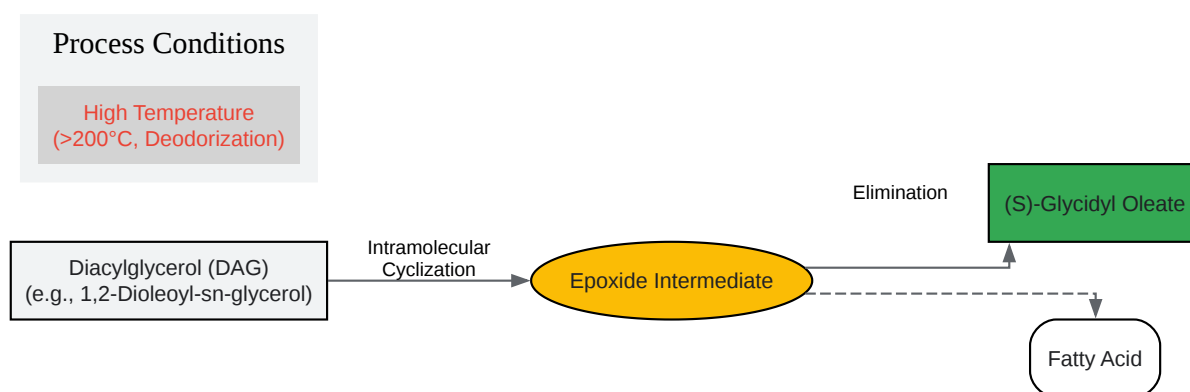 Process Conditions
High Temperature
(>200°C, Deodorization)
Elimination
(S)-Glycidyl Oleate
Intramolecular
Cyclization
Diacylglycerol (DAG)
(e.g., 1,2-Dioleoyl-sn-glycerol)
Epoxide Intermediate
Fatty Acid